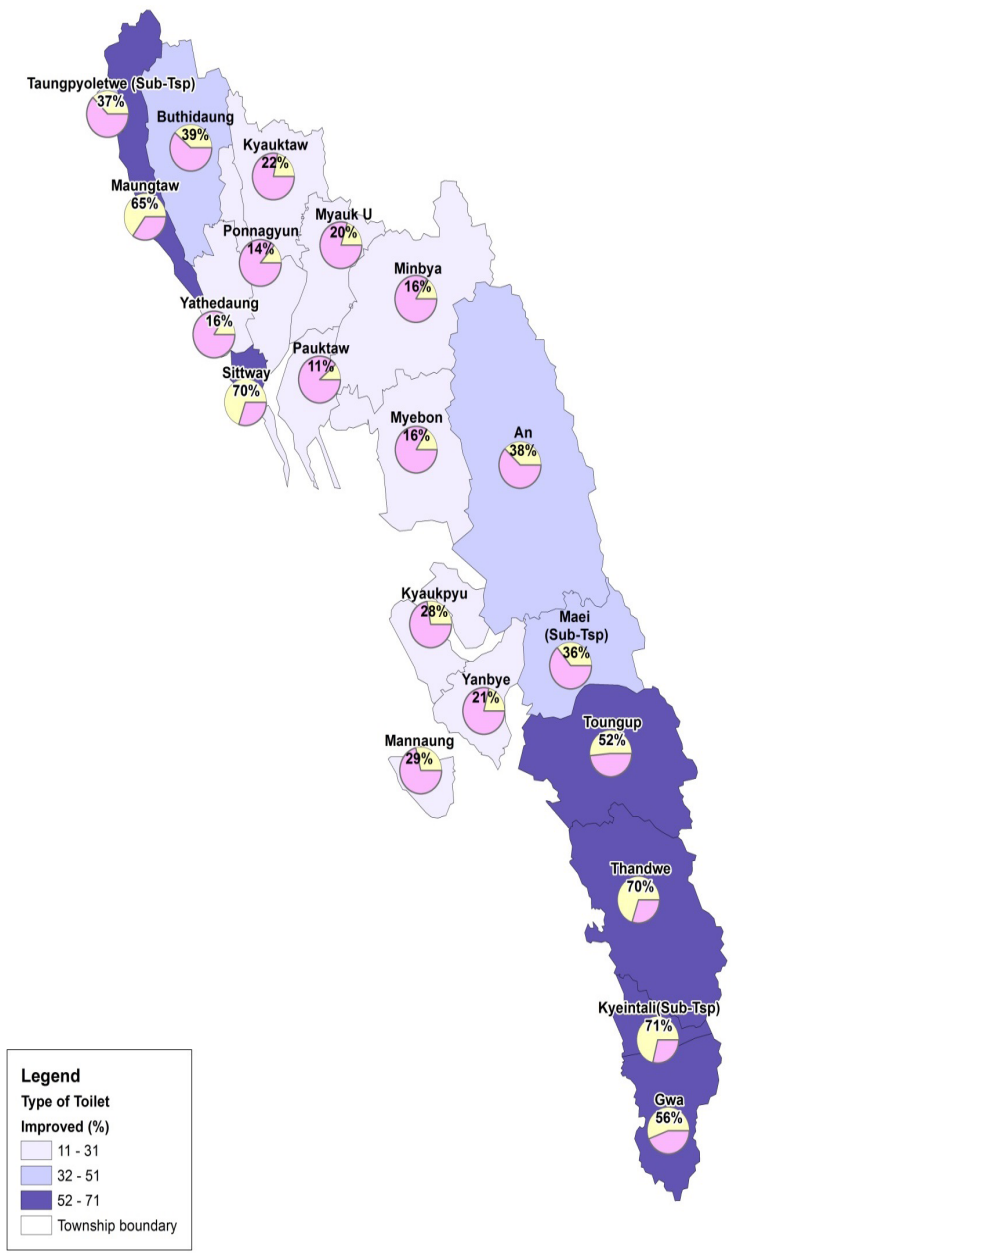 Taungpyoletwe (Sub-Tsp)
37%
Buthidaung
39%
Kyauktaw
22%
Maungtaw
65%
Myauk U
20%
Ponnagyun
14%
Minbya
16%
Yathedaung
16%
Pauktaw
11%
Sittway
70%
Myebon
16%
An
38%
Kyaukpyu
28%
Maei
(Sub-Tsp)
36%
Yanbye
21%
Toungup
52%
Mannaung
29%
Thandwe
70%
Kyeintali(Sub-Tsp)
71%
Gwa
56%
Legend
Type of Toilet
Improved (%)
11 - 31
32 - 51
52 - 71
Township boundary